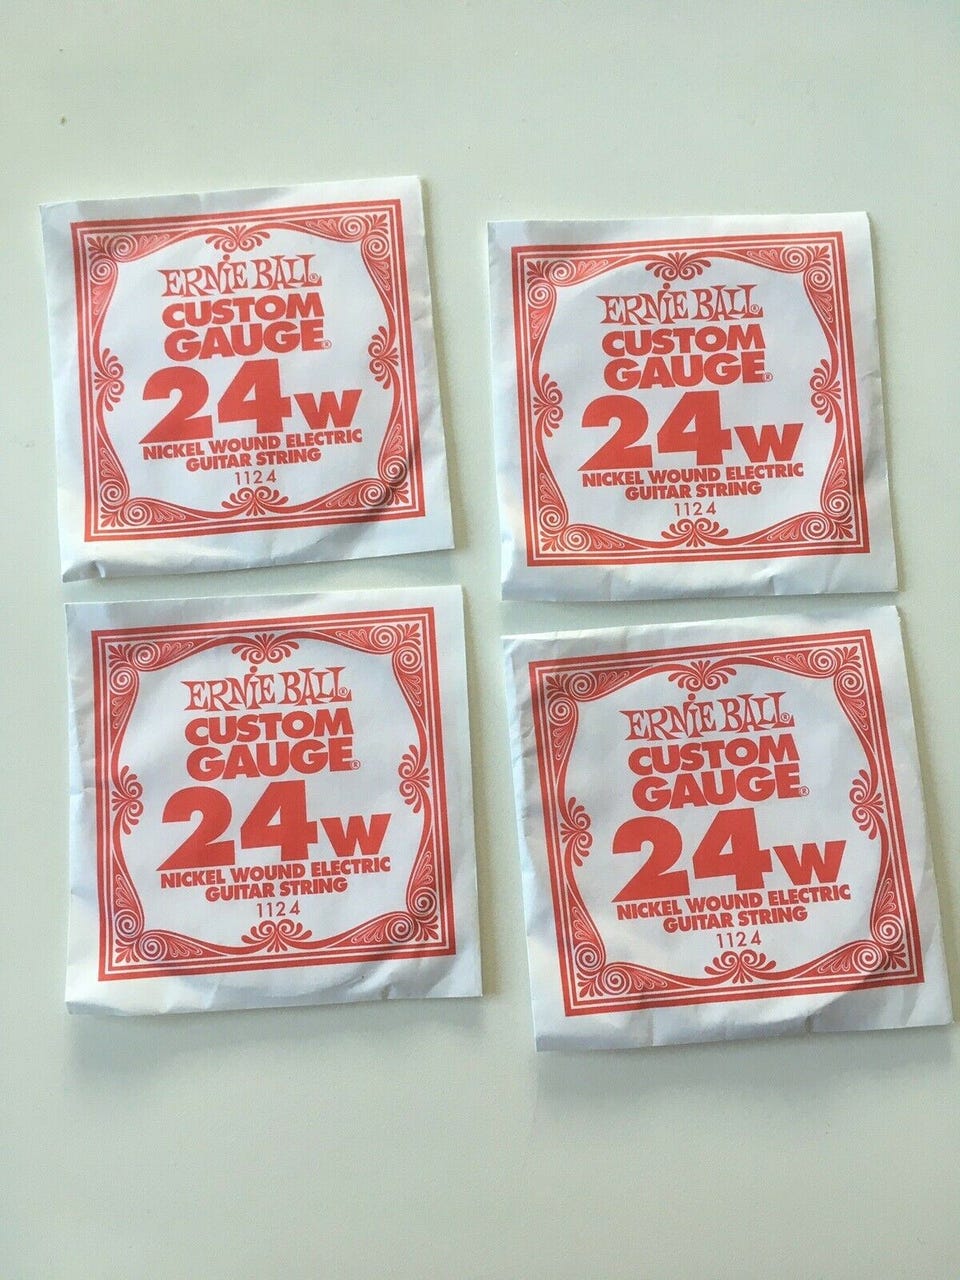 ERNIE BALL®
CUSTOM
GAUGE®
24w
NICKEL WOUND ELECTRIC
GUITAR STRING
1124
ERNIE BALL®
CUSTOM
GAUGE®
24w
NICKEL WOUND ELECTRIC
GUITAR STRING
1124
ERNIE BALL®
CUSTOM
GAUGE®
24w
NICKEL WOUND ELECTRIC
GUITAR STRING
1124
ERNIE BALL®
CUSTOM
GAUGE®
24w
NICKEL WOUND ELECTRIC
GUITAR STRING
1124